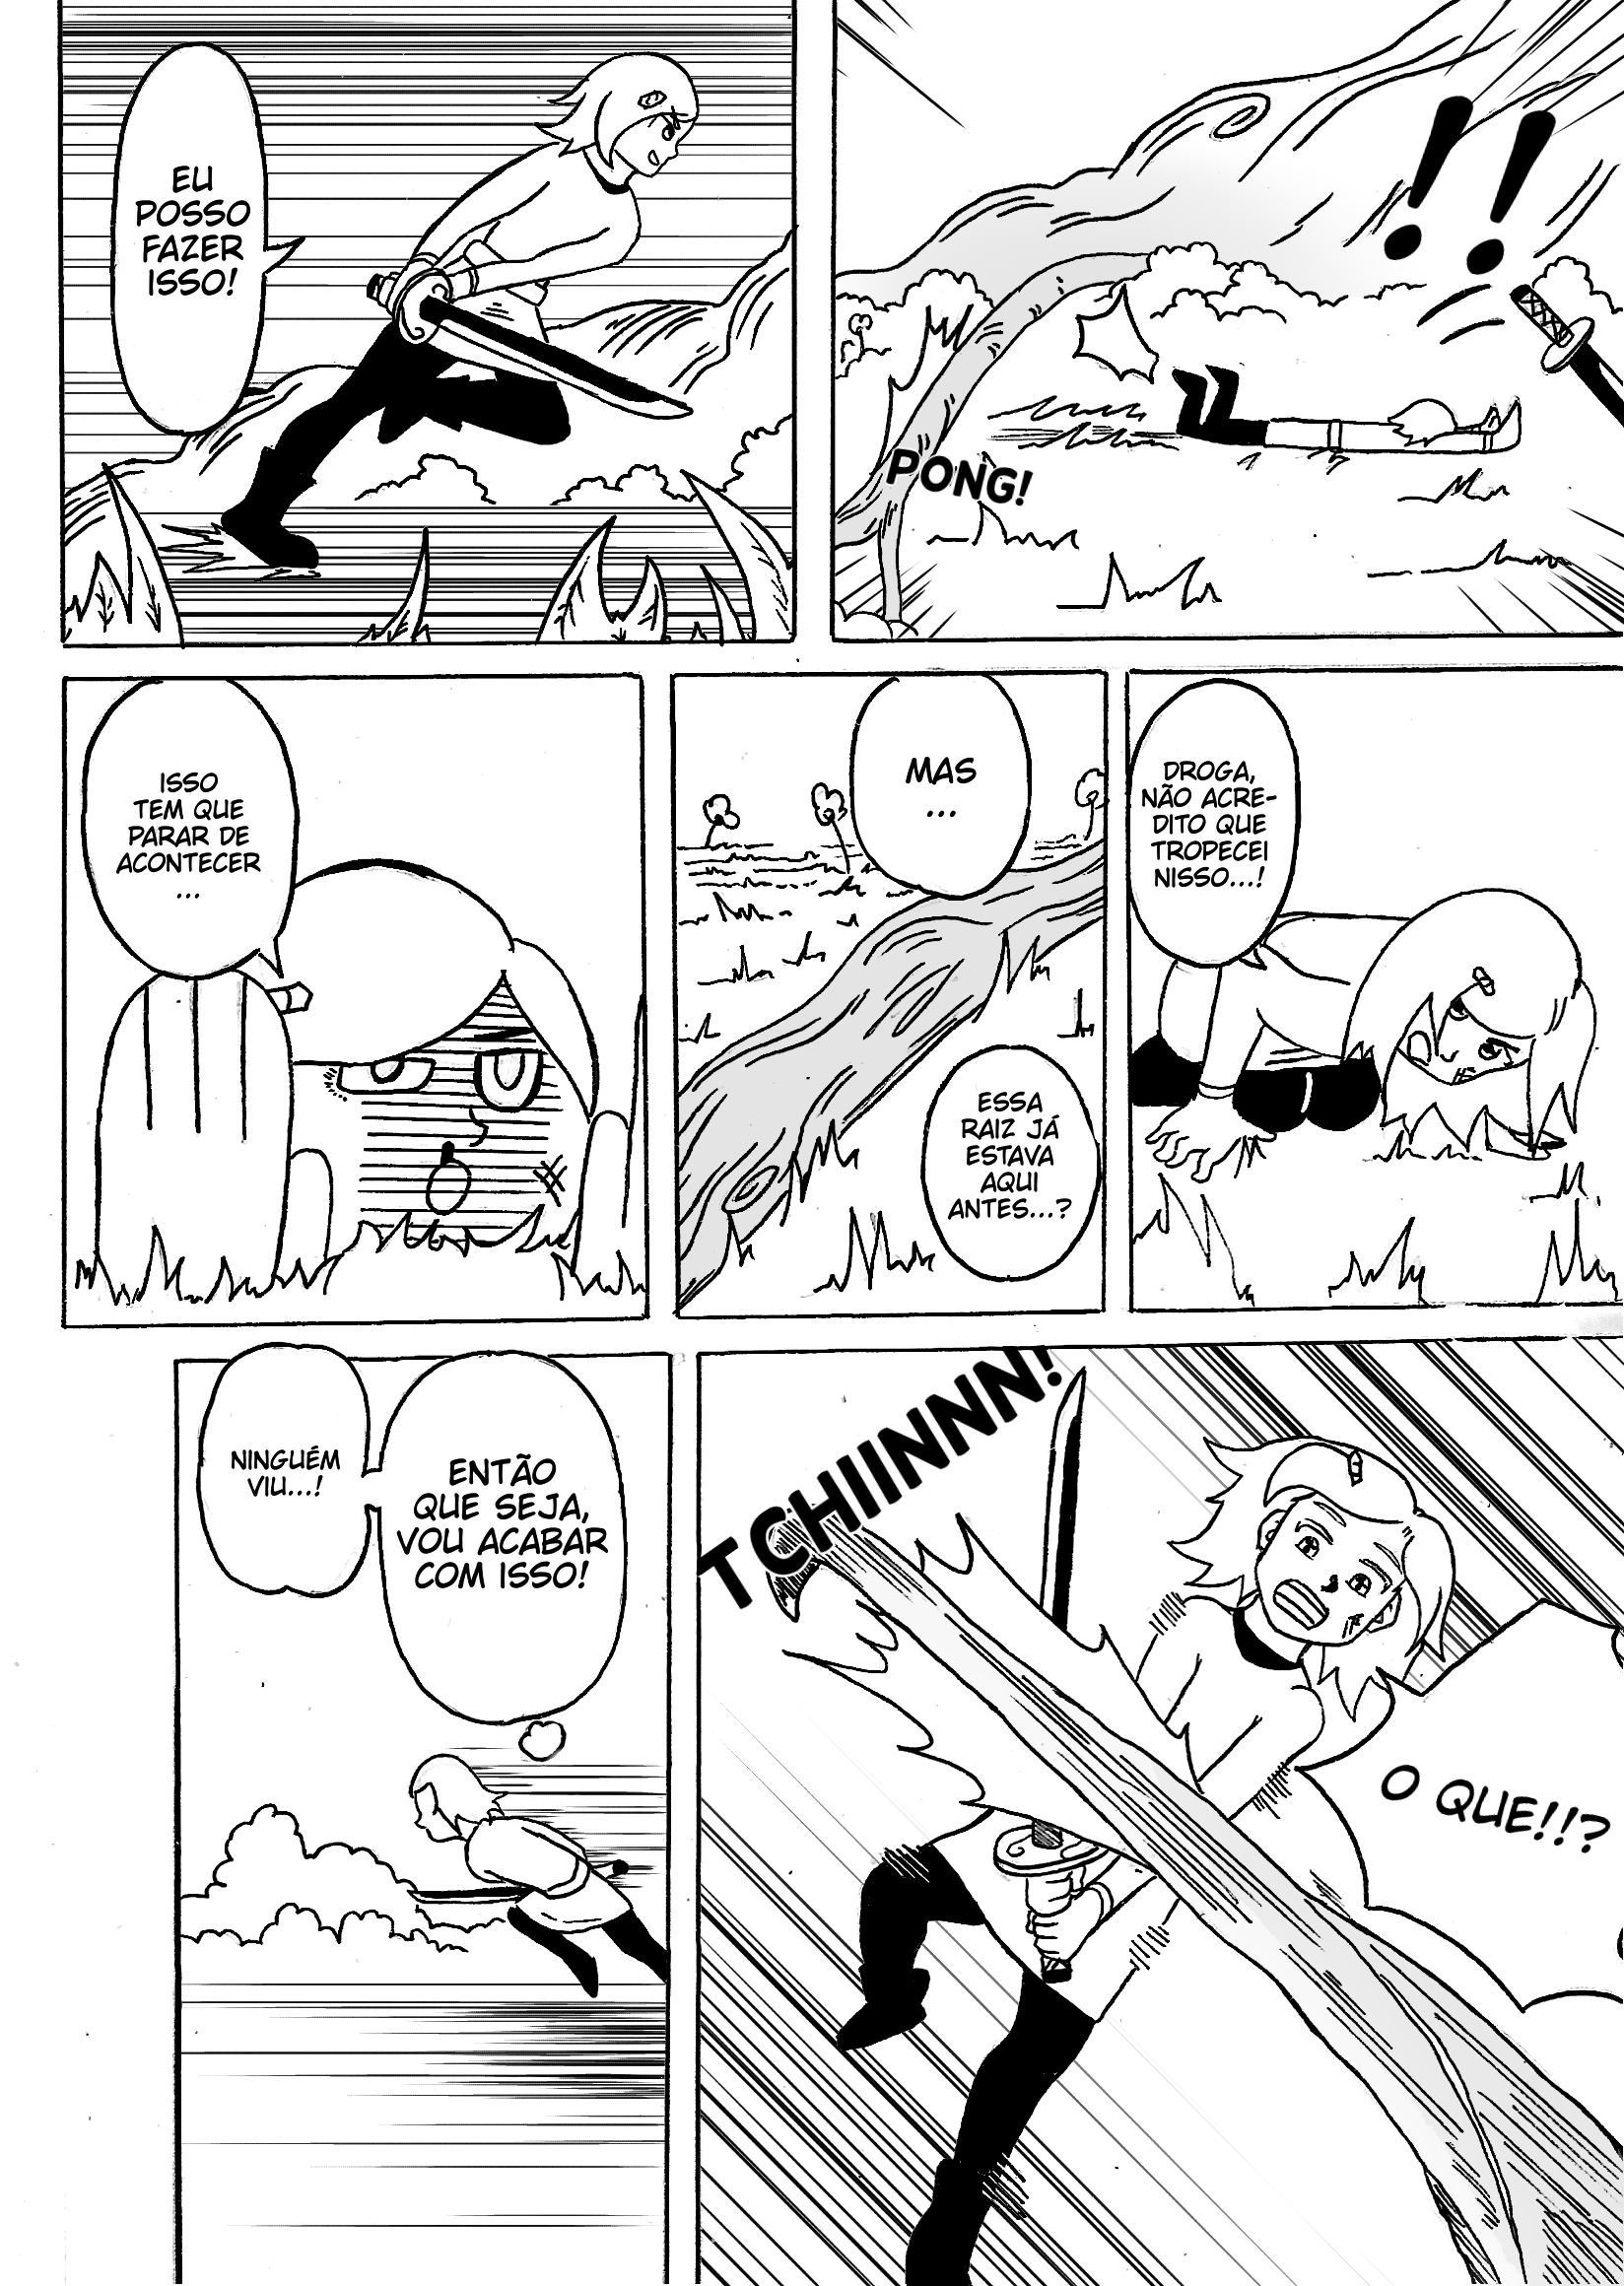 EU
POSSO
FAZER
ISSO!
!!
PONG!
ISSO
TEM QUE
PARAR DE
ACONTECER
...
MAS
...
ESSA
RAIZ JÁ
ESTAVA
AQUI
ANTES...?
DROGA,
NÃO ACRE-
DITO QUE
TROPECEI
NISSO...!
NINGUÉM
VIU...!
ENTÃO
QUE SEJA,
VOU ACABAR
COM ISSO!
TCHIINNN!
O QUE!!?